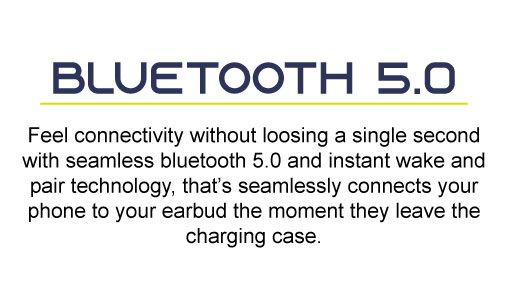 BLUETOOTH 5.0
Feel connectivity without loosing a single second
with seamless bluetooth 5.0 and instant wake and
pair technology, that's seamlessly connects your
phone to your earbud the moment they leave the
charging case.